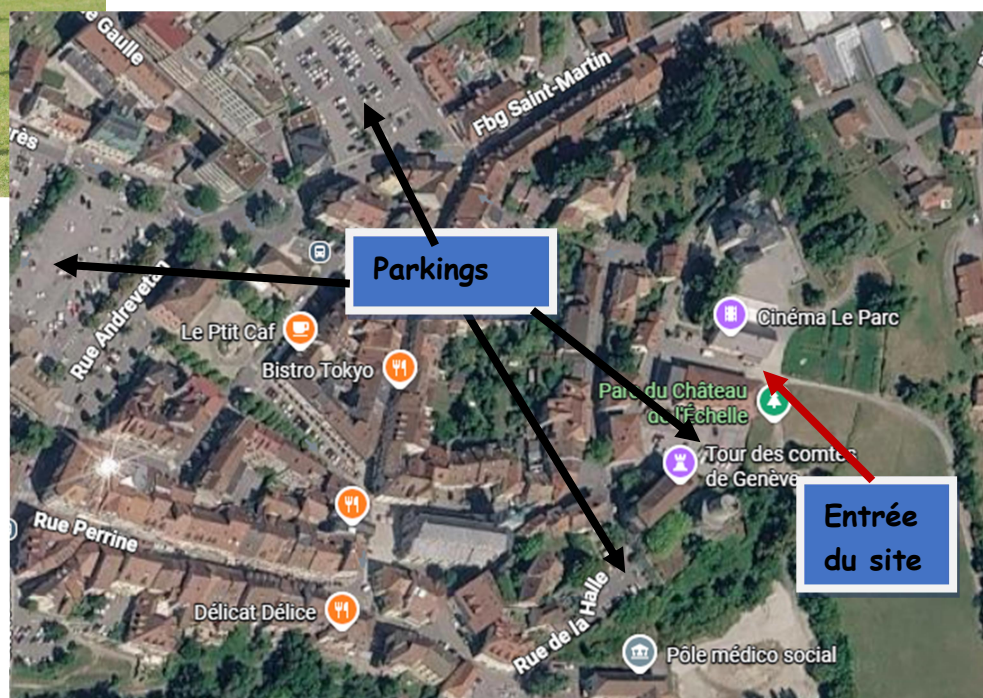 Gaulle
Fbg Saint-Martin
rès
Parkings
Rue Andrevetan
Le Ptit Caf
Cinéma Le Parc
Bistro Tokyo
Parc du Château
de l'Échelle
Tour des comtes
de Genève
Entrée
du site
Rue Perrine
Délicat Délice
Rue de la Halle
Pôle médico social